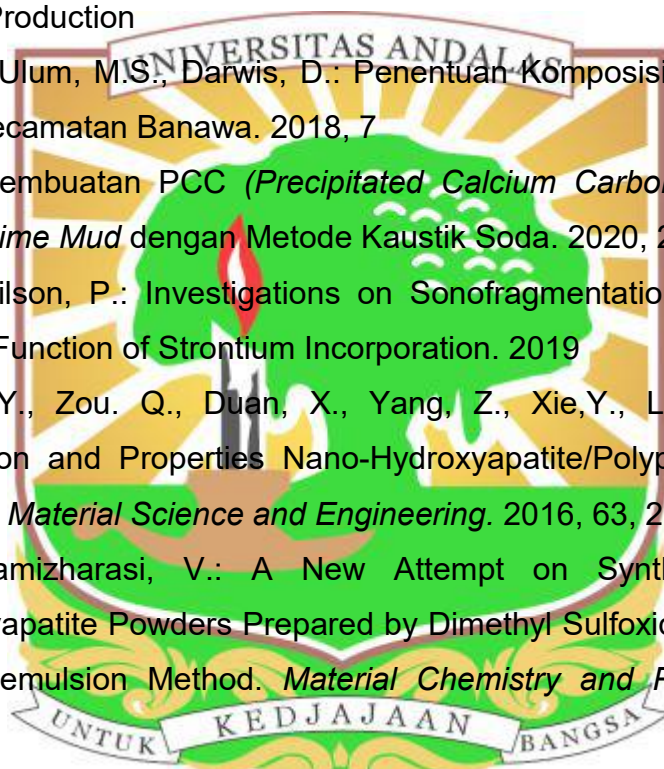 Production
UNIVERSITAS ANDALAS
Ulum, M.S., Darwis, D.: Penentuan Komposisi
ecamatan Banawa. 2018, 7
embuatan PCC (Precipitated Calcium Carbo
ime Mud dengan Metode Kaustik Soda. 2020, 2
ilson, P.: Investigations on Sonofragmentatio
Function of Strontium Incorporation. 2019
Y., Zou. Q., Duan, X., Yang, Z., Xie,Y., L
on and Properties Nano-Hydroxyapatite/Polyp
Material Science and Engineering. 2016, 63, 2
amizharasi, V.: A New Attempt on Synth
yapatite Powders Prepared by Dimethyl Sulfoxid
emulsion Method. Material Chemistry and
UNTUK KEDJAJAAN BANGSA